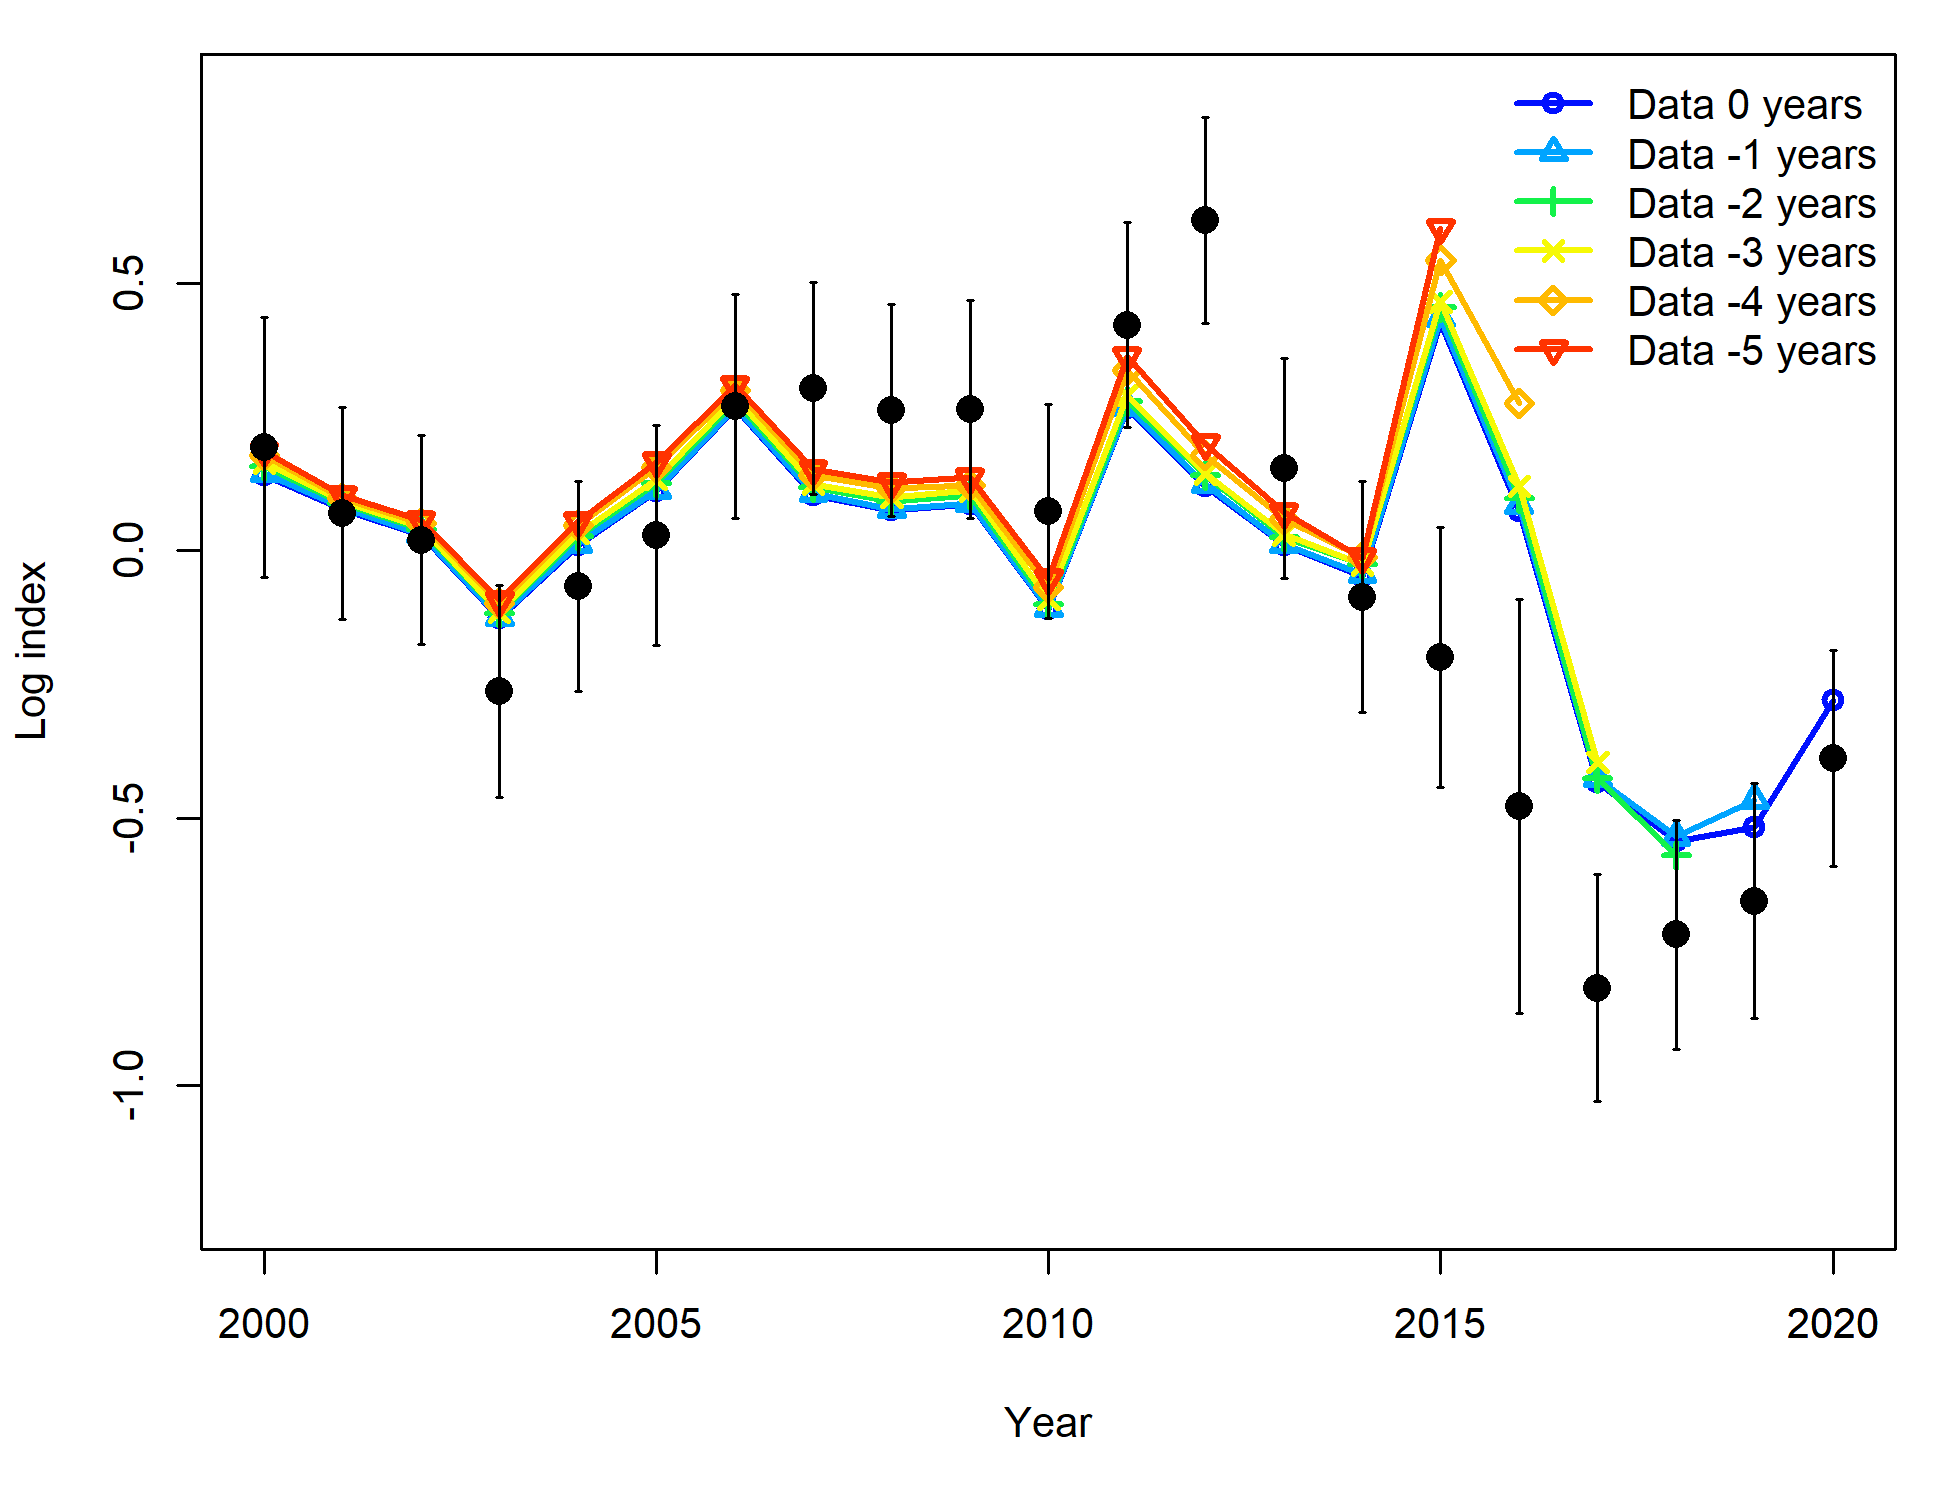 Data 0 years
Data -1 years
Data -2 years
Data -3 years
Data -4 years
Data -5 years
0.5
0.0
-0.5
-1.0
Log index
2000 2005 2010 2015 2020
Year